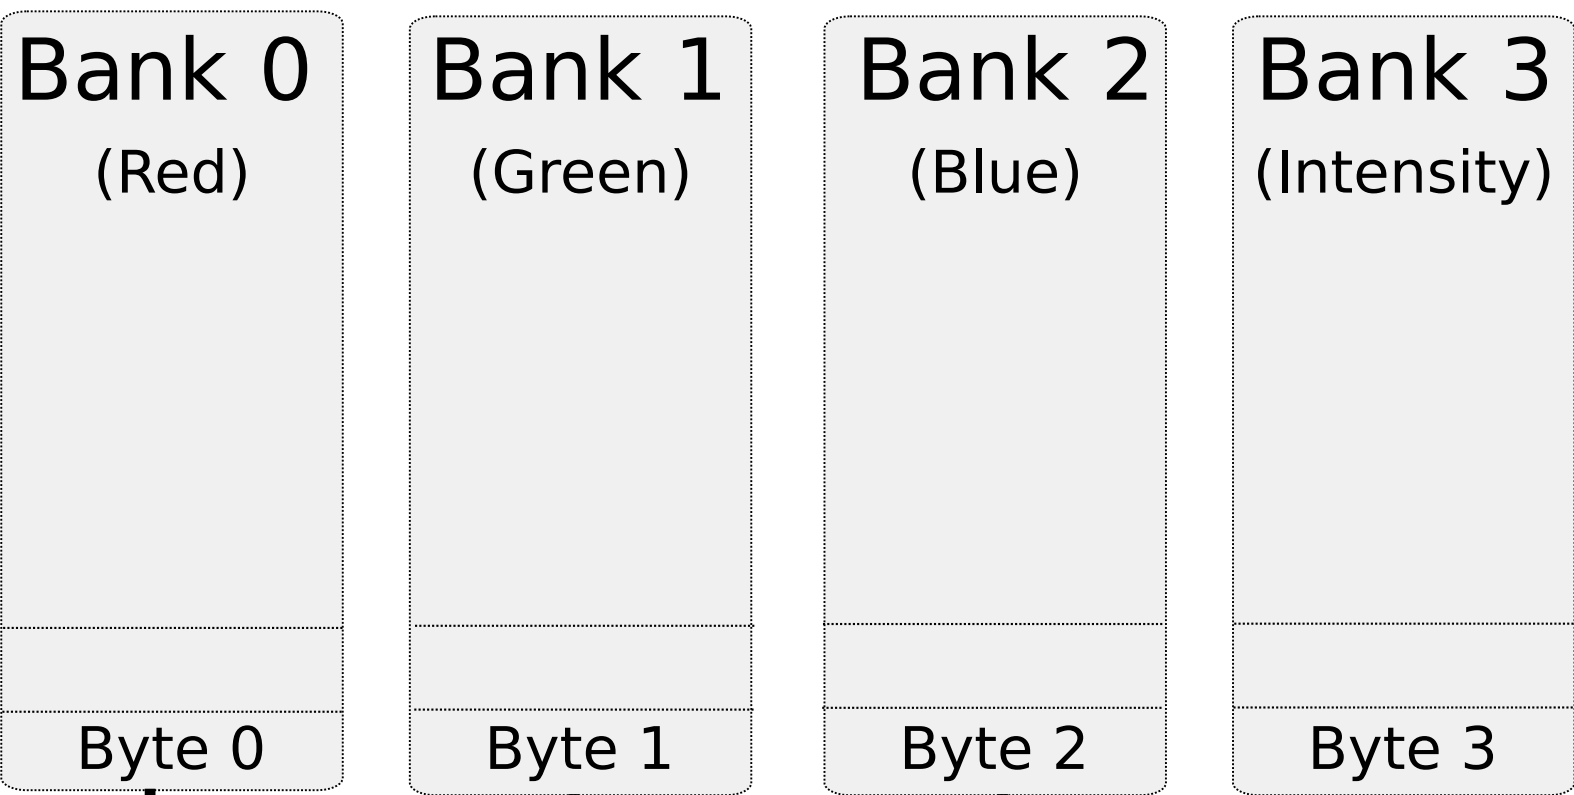 Bank 0
(Red)
Byte 0
Bank 1
(Green)
Byte 1
Bank 2
(Blue)
Byte 2
Bank 3
(Intensity)
Byte 3